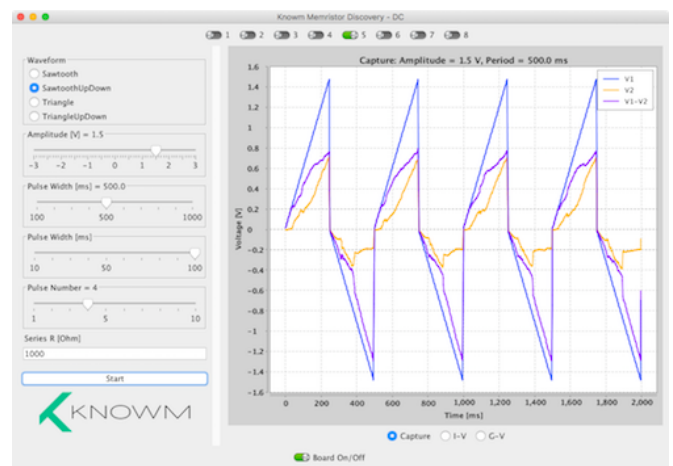 Knowm Memristor Discovery - DC
1 2 3 4 5 6 7 8
Waveform
Sawtooth
SawtoothUpDown
Triangle
TriangleUpDown
Amplitude [V] = 1.5
-3 -2 -1 0 1 2 3
Pulse Width [ms] = 500.0
100 500 1000
Pulse Width [ms]
10 50 100
Pulse Number = 4
1 5 10
Series R [Ohm]
1000
Start
KNOWM
Capture: Amplitude = 1.5 V, Period = 500.0 ms
V1
V2
V1-V2
Voltage [V]
1.6
1.4
1.2
1
0.8
0.6
0.4
0.2
0
-0.2
-0.4
-0.6
-0.8
-1
-1.2
-1.4
-1.6
0 200 400 600 800 1,000 1,200 1,400 1,600 1,800 2,000
Time [ms]
Capture I-V G-V
Board On/Off